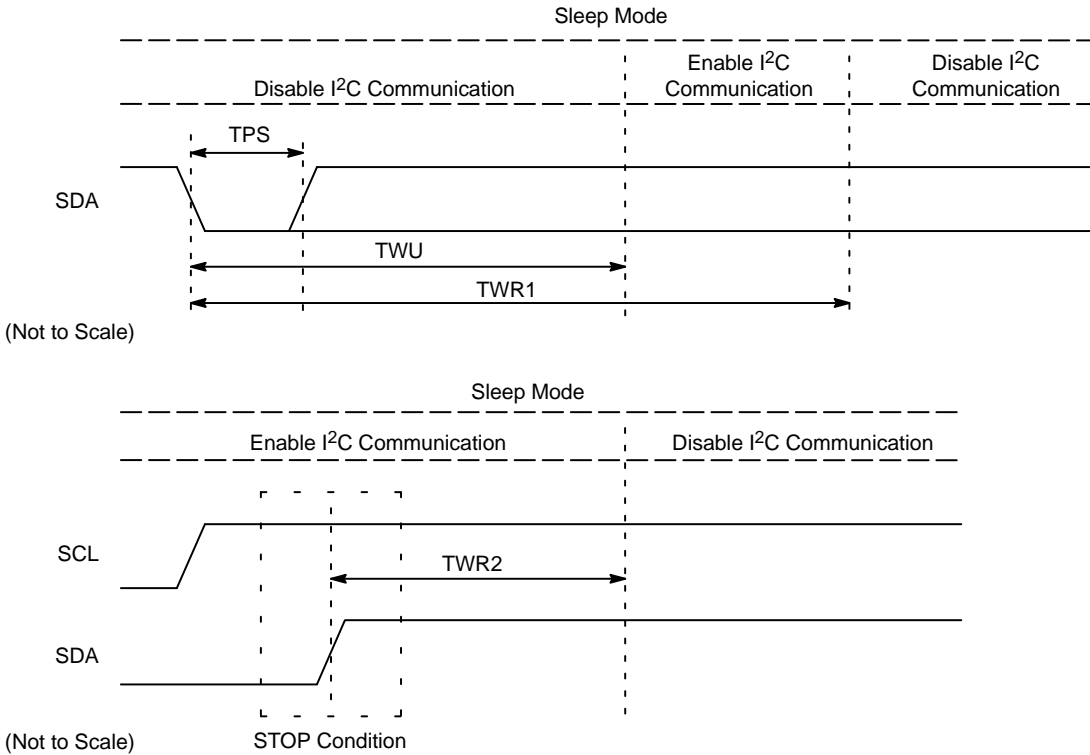 Sleep Mode
Disable I²C Communication
Enable I²C
Communication
Disable I²C
Communication
TPS
SDA
TWU
TWR1
(Not to Scale)
Sleep Mode
Enable I²C Communication
Disable I²C Communication
SCL
TWR2
SDA
(Not to Scale)
STOP Condition